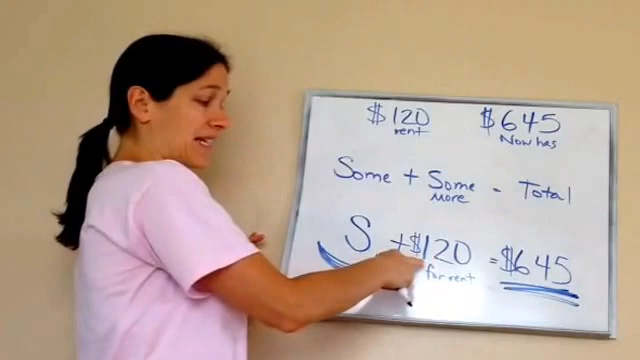 $120 $645
rent Now has
Some + Some = Total
More
S + $120 = $645
for rent